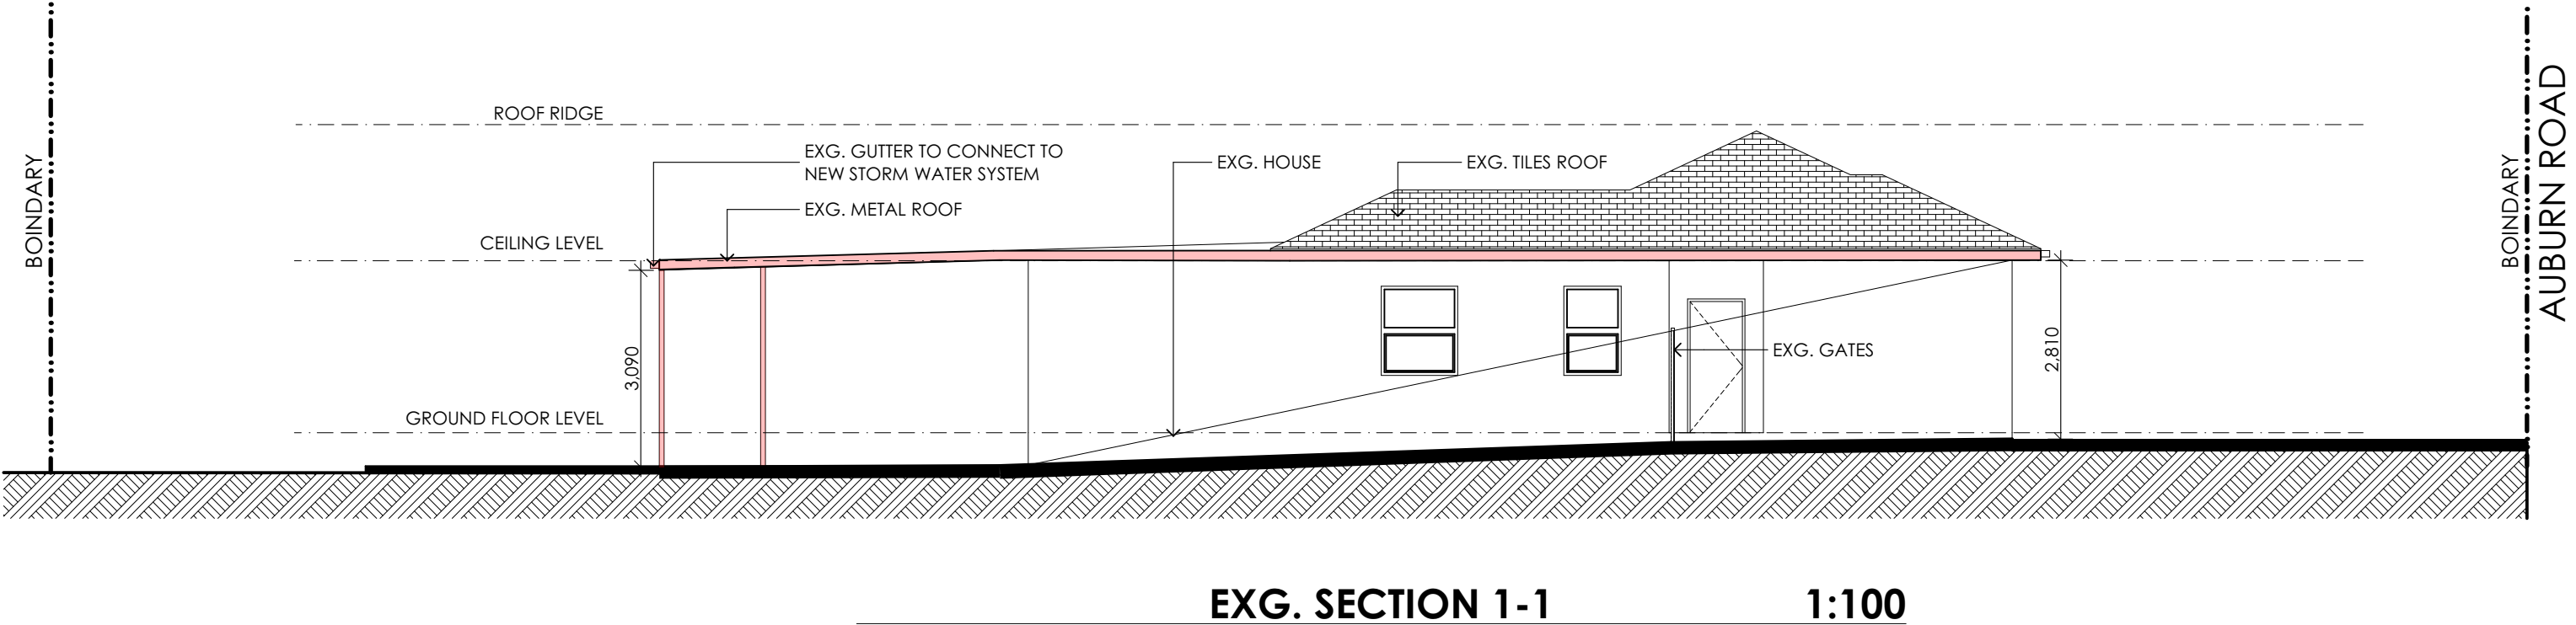 BOINDARY
ROOF RIDGE
EXG. GUTTER TO CONNECT TO
NEW STORM WATER SYSTEM
EXG. METAL ROOF
EXG. HOUSE
EXG. TILES ROOF
CEILING LEVEL
3,090
GROUND FLOOR LEVEL
EXG. GATES
2,810
BOINDARY
AUBURN ROAD
EXG. SECTION 1-1 1:100